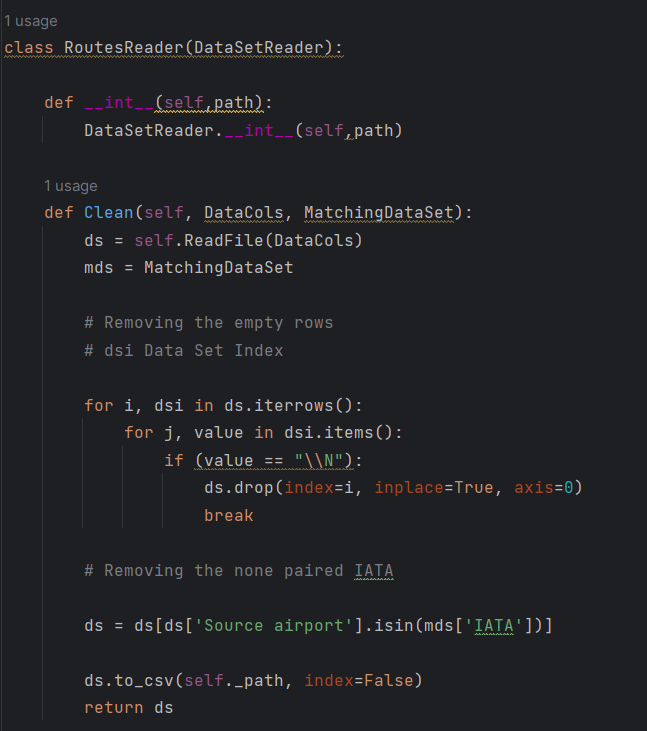 1 usage
class RoutesReader(DataSetReader):
def __int__(self,path):
DataSetReader.__int__(self,path)
1 usage
def Clean(self, DataCols, MatchingDataSet):
ds = self.ReadFile(DataCols)
mds = MatchingDataSet
# Removing the empty rows
# dsi Data Set Index
for i, dsi in ds.iterrows():
for j, value in dsi.items():
if (value == "\\N"):
ds.drop(index=i, inplace=True, axis=0)
break
# Removing the none paired IATA
ds = ds[ds['Source airport'].isin(mds['IATA'])]
ds.to_csv(self._path, index=False)
return ds